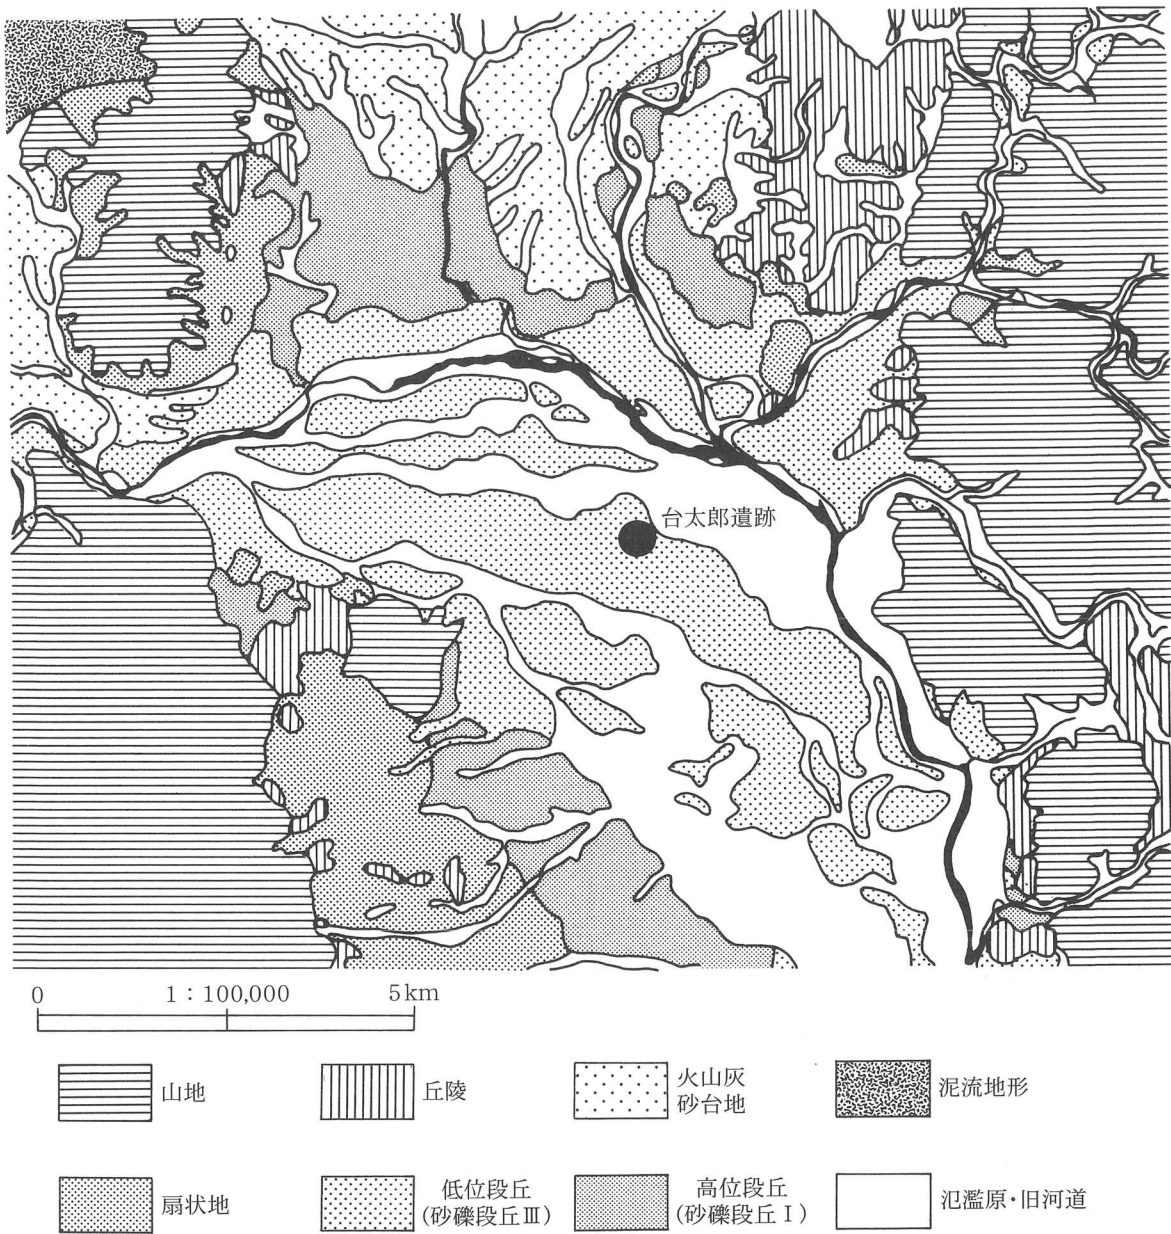 台太郎遺跡
0 1：100,000 5km
山地
丘陵
火山灰
砂台地
泥流地形
扇状地
低位段丘
(砂礫段丘Ⅲ)
高位段丘
(砂礫段丘Ⅰ)
氾濫原・旧河道